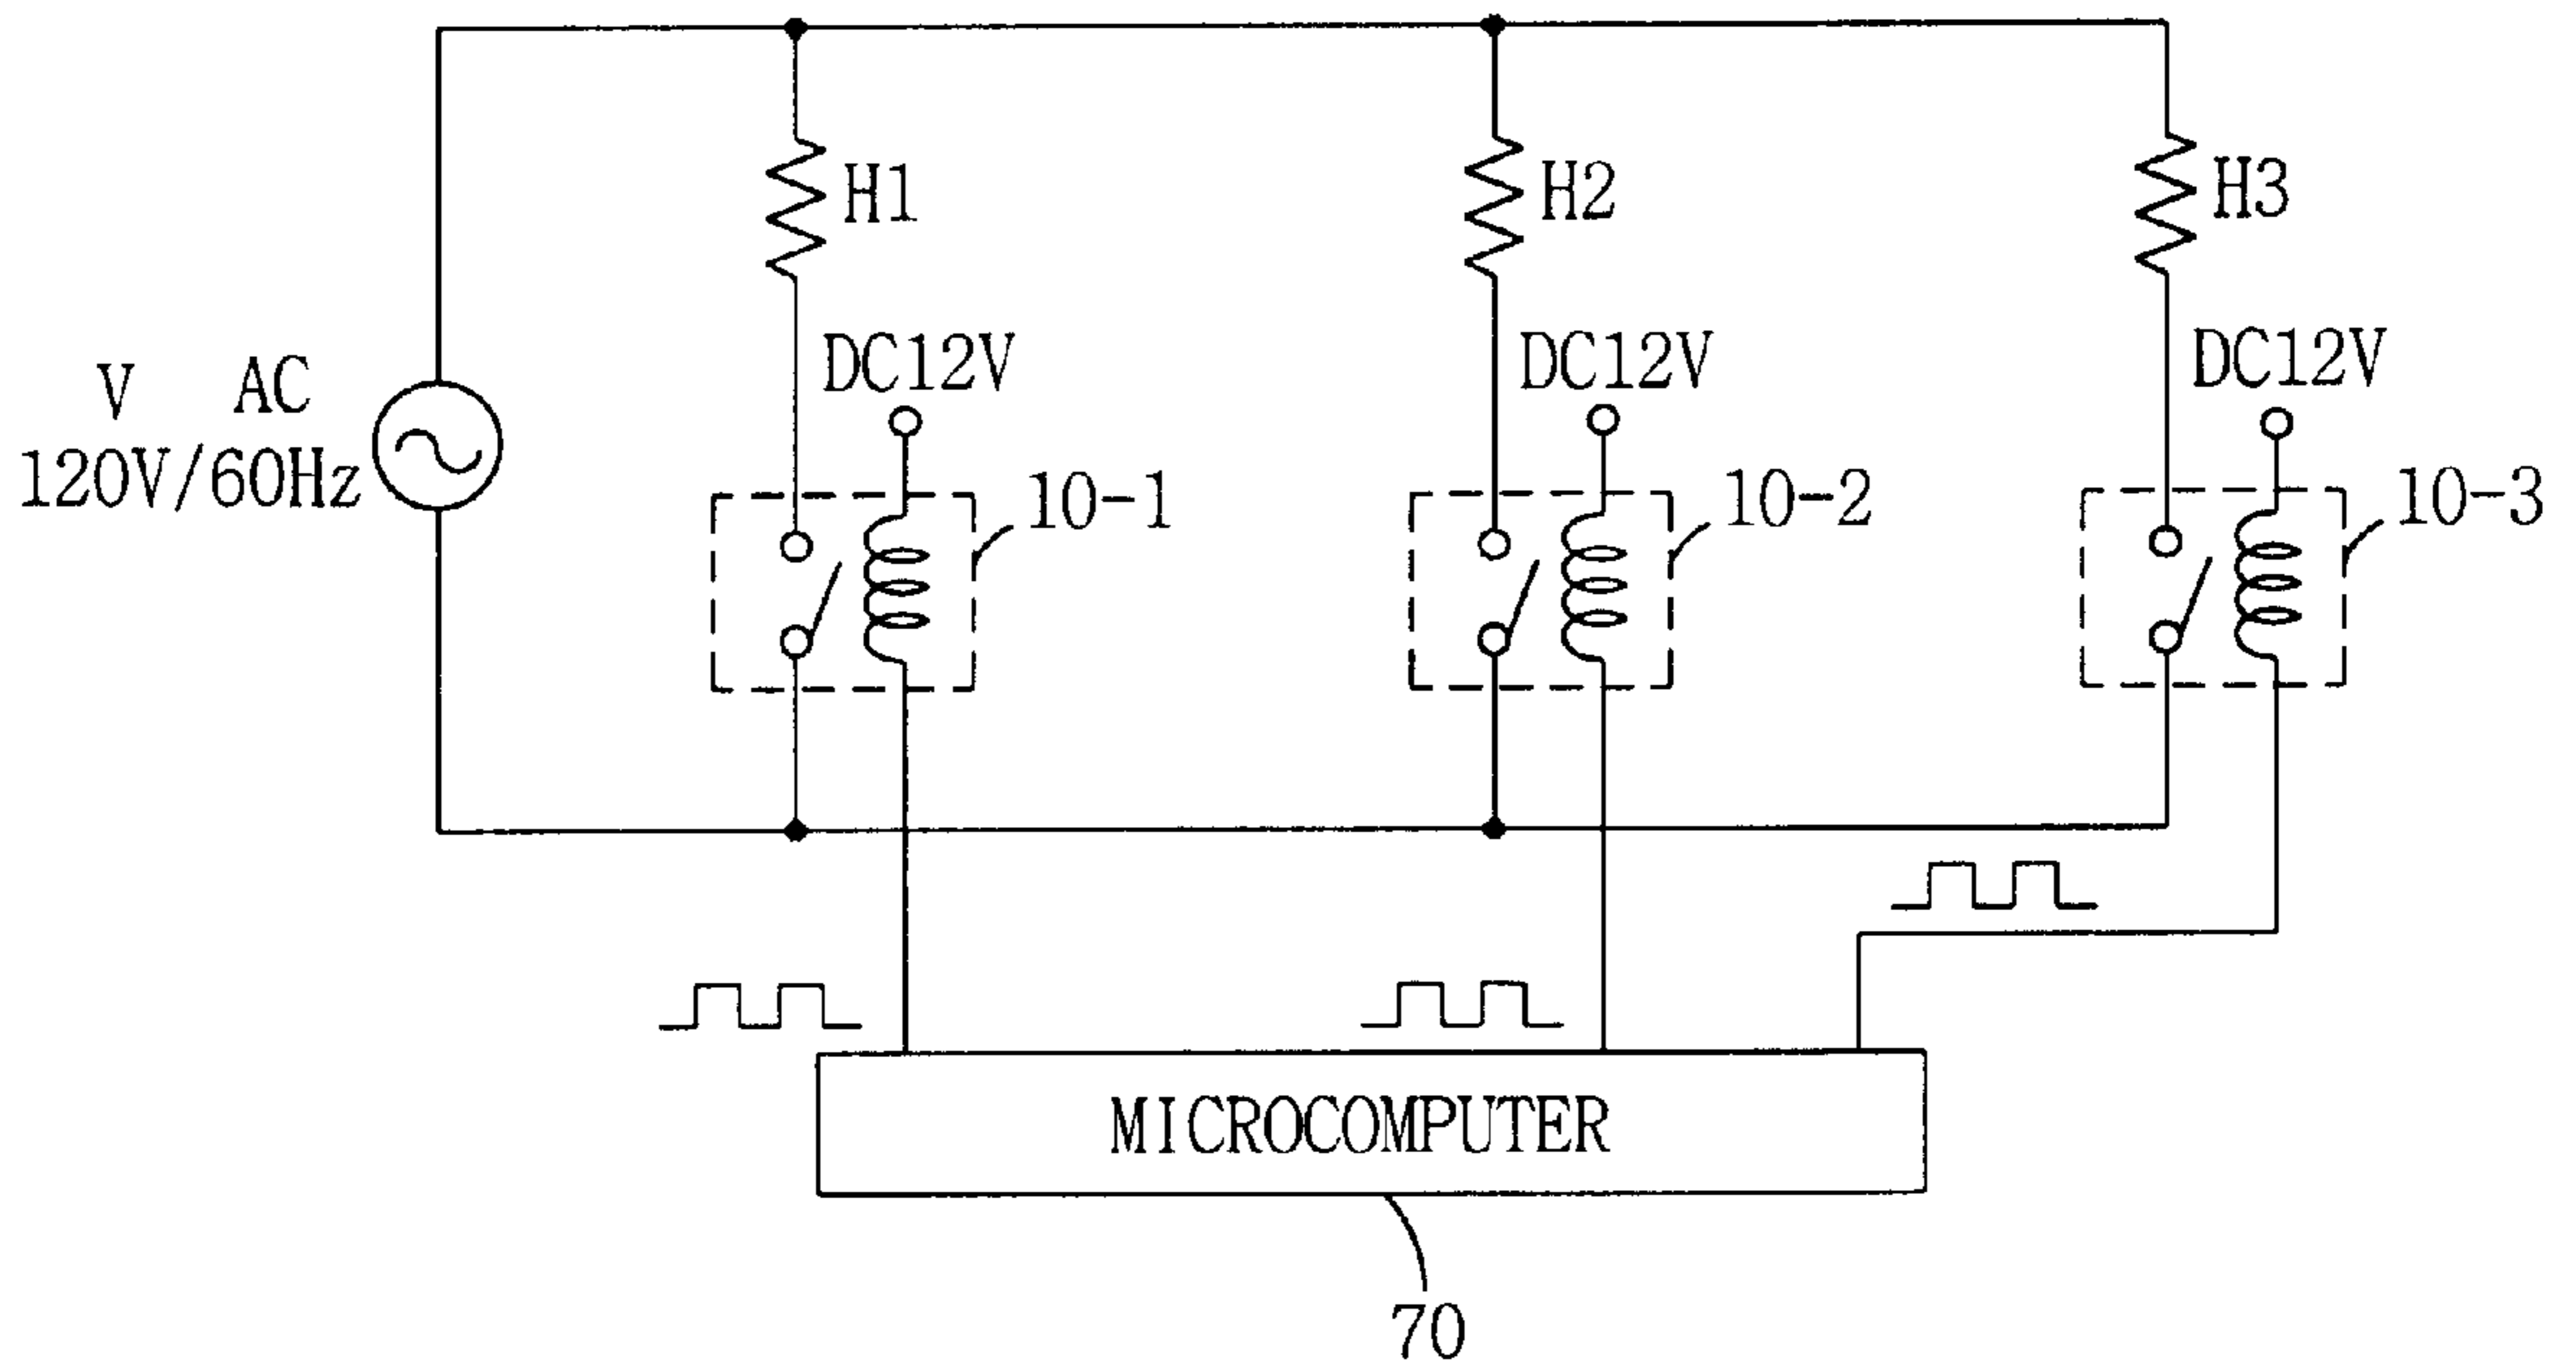 H1
H2
H3
DC12V
DC12V
DC12V
V AC
120V/60Hz
10-1
10-2
10-3
MICROCOMPUTER
70